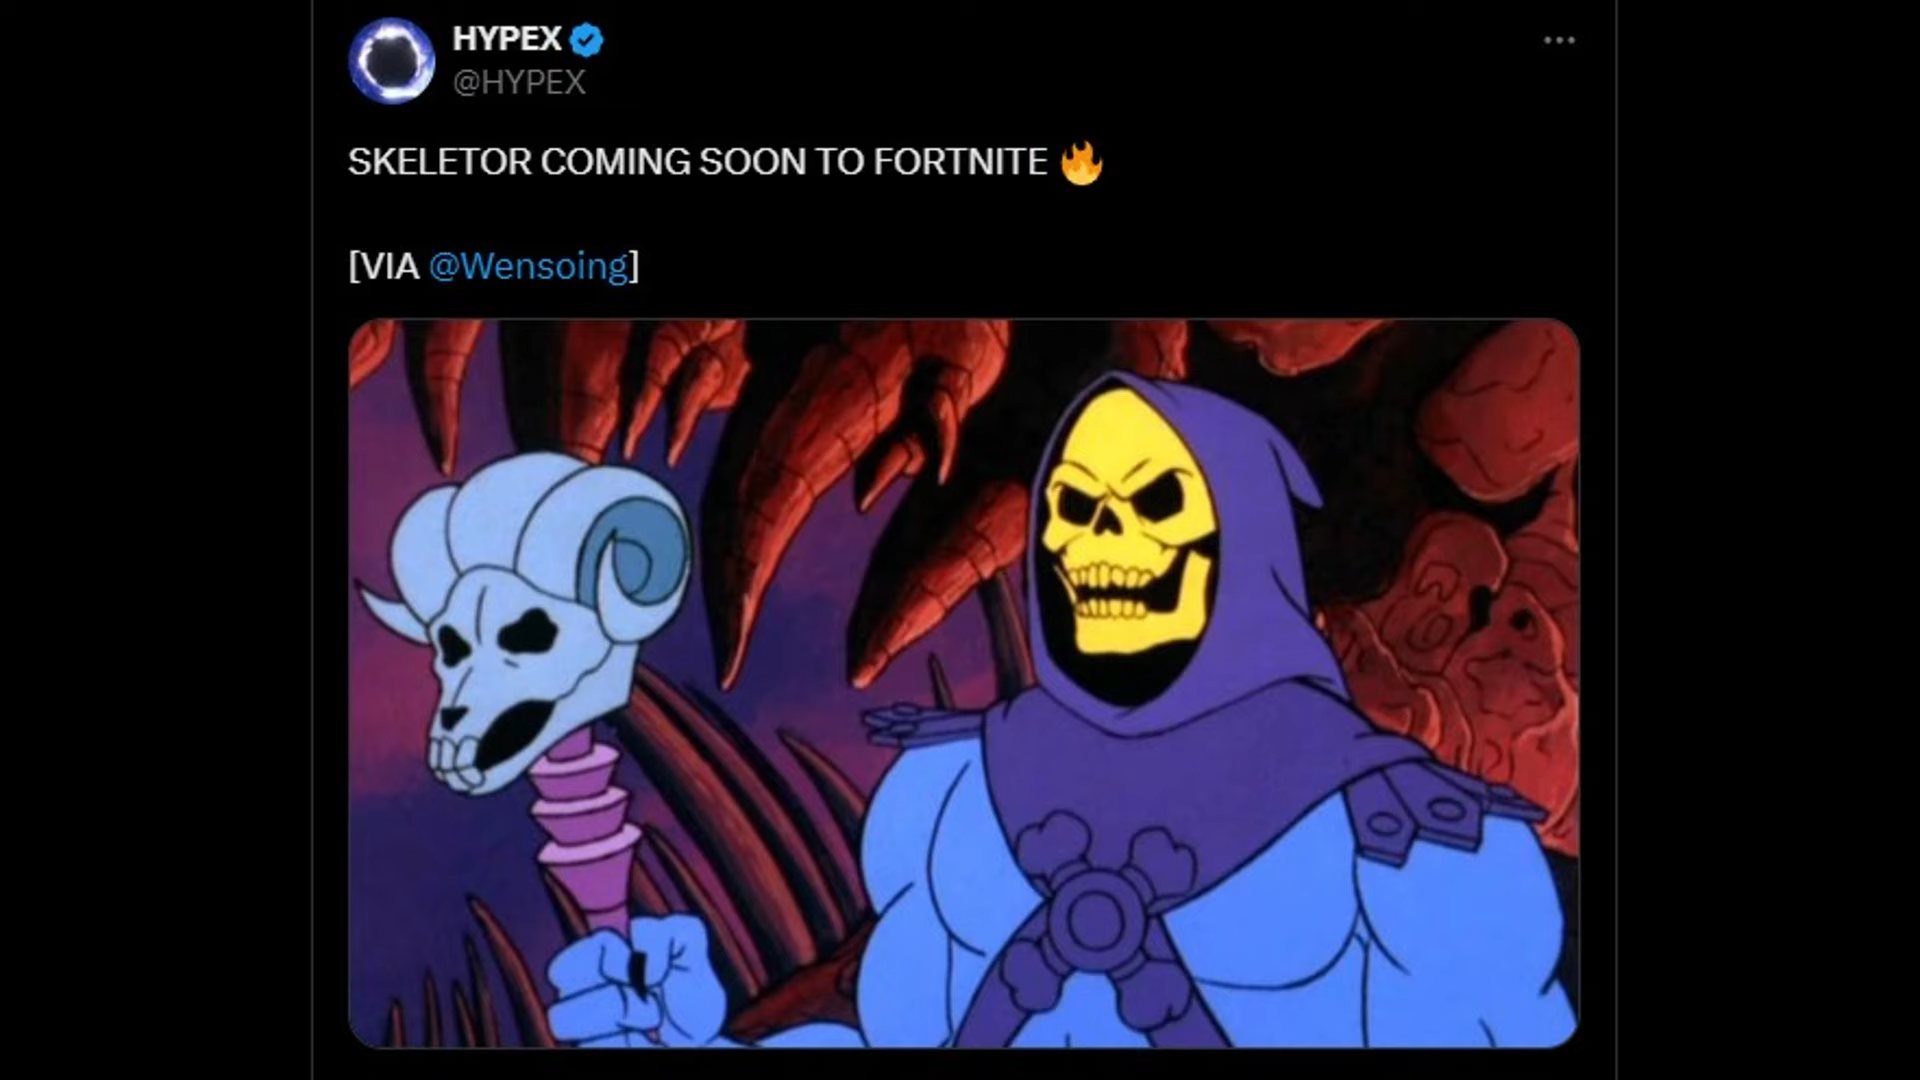 HYPEX
@HYPEX
SKELETOR COMING SOON TO FORTNITE 🔥
[VIA @Wensoing]